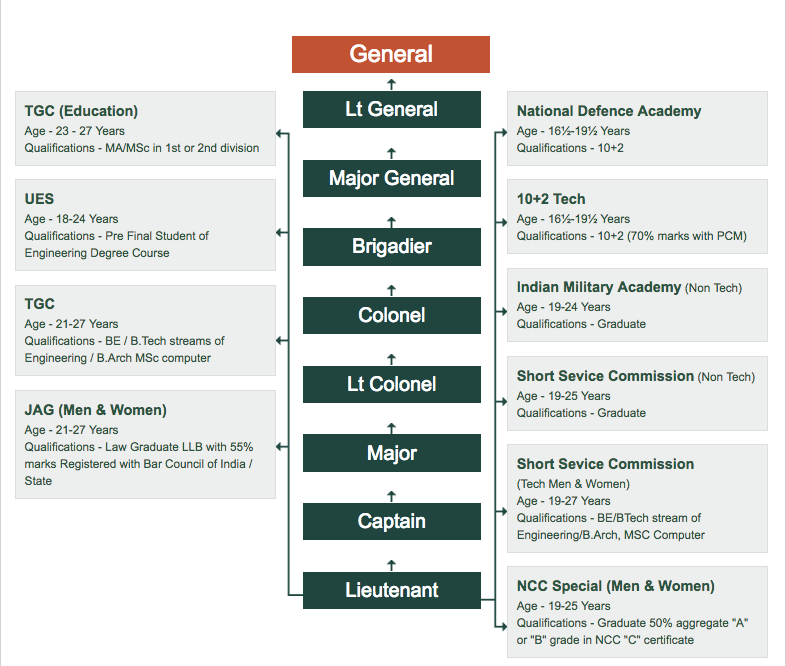 General
Lt General
Major General
Brigadier
Colonel
Lt Colonel
Major
Captain
Lieutenant
TGC (Education)
Age - 23 - 27 Years
Qualifications - MA/MSc in 1st or 2nd division
UES
Age - 18-24 Years
Qualifications - Pre Final Student of
Engineering Degree Course
TGC
Age - 21-27 Years
Qualifications - BE / B.Tech streams of
Engineering / B.Arch MSc computer
JAG (Men & Women)
Age - 21-27 Years
Qualifications - Law Graduate LLB with 55%
marks Registered with Bar Council of India /
State
National Defence Academy
Age - 16½-19½ Years
Qualifications - 10+2
10+2 Tech
Age - 16½-19½ Years
Qualifications - 10+2 (70% marks with PCM)
Indian Military Academy (Non Tech)
Age - 19-24 Years
Qualifications - Graduate
Short Sevice Commission (Non Tech)
Age - 19-25 Years
Qualifications - Graduate
Short Sevice Commission
(Tech Men & Women)
Age - 19-27 Years
Qualifications - BE/BTech stream of
Engineering/B.Arch, MSC Computer
NCC Special (Men & Women)
Age - 19-25 Years
Qualifications - Graduate 50% aggregate "A"
or "B" grade in NCC "C" certificate